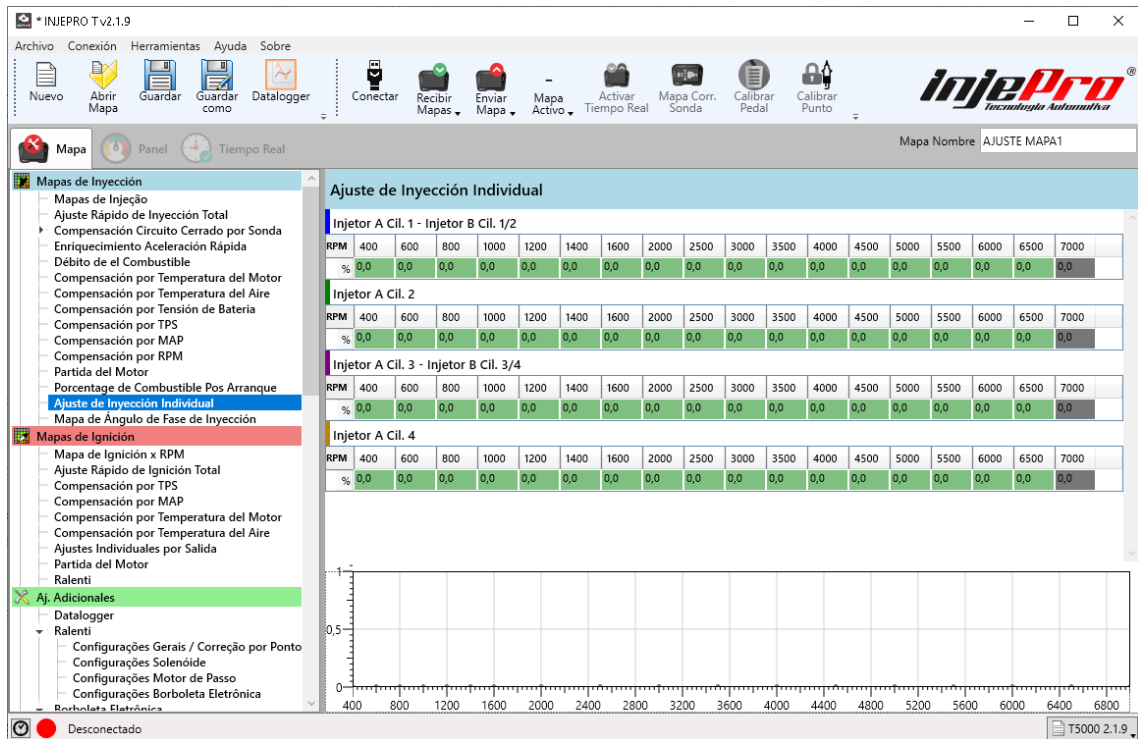 * INJEPRO T v2.1.9
Archivo Conexión Herramientas Ayuda Sobre
Nuevo
Abrir Mapa
Guardar
Guardar como
Datalogger
Conectar
Recibir Mapas
Enviar Mapa
- Mapa Activo
Activar Tiempo Real
Mapa Corr. Sonda
Calibrar Pedal
Calibrar Punto
injePro®
Tecnologia Automotiva
Mapa
Panel
Tiempo Real
Mapa Nombre AJUSTE MAPA1
Mapas de Inyección
Mapas de Injeção
Ajuste Rápido de Inyección Total
Compensación Circuito Cerrado por Sonda
Enriquecimiento Aceleración Rápida
Débito de el Combustible
Compensación por Temperatura del Motor
Compensación por Temperatura del Aire
Compensación por Tensión de Bateria
Compensación por TPS
Compensación por MAP
Compensación por RPM
Partida del Motor
Porcentage de Combustible Pos Arranque
Ajuste de Inyección Individual
Mapa de Ángulo de Fase de Inyección
Mapas de Ignición
Mapa de Ignición x RPM
Ajuste Rápido de Ignición Total
Compensación por TPS
Compensación por MAP
Compensación por Temperatura del Motor
Compensación por Temperatura del Aire
Ajustes Individuales por Salida
Partida del Motor
Ralenti
Aj. Adicionales
Datalogger
Ralenti
Configurações Gerais / Correção por Ponto
Configurações Solenóide
Configurações Motor de Passo
Configurações Borboleta Eletrônica
Borboleta Eletrônica
Ajuste de Inyección Individual
Injetor A Cil. 1 - Injetor B Cil. 1/2
RPM 400 600 800 1000 1200 1400 1600 2000 2500 3000 3500 4000 4500 5000 5500 6000 6500 7000
% 0,0 0,0 0,0 0,0 0,0 0,0 0,0 0,0 0,0 0,0 0,0 0,0 0,0 0,0 0,0 0,0 0,0 0,0
Injetor A Cil. 2
RPM 400 600 800 1000 1200 1400 1600 2000 2500 3000 3500 4000 4500 5000 5500 6000 6500 7000
% 0,0 0,0 0,0 0,0 0,0 0,0 0,0 0,0 0,0 0,0 0,0 0,0 0,0 0,0 0,0 0,0 0,0 0,0
Injetor A Cil. 3 - Injetor B Cil. 3/4
RPM 400 600 800 1000 1200 1400 1600 2000 2500 3000 3500 4000 4500 5000 5500 6000 6500 7000
% 0,0 0,0 0,0 0,0 0,0 0,0 0,0 0,0 0,0 0,0 0,0 0,0 0,0 0,0 0,0 0,0 0,0 0,0
Injetor A Cil. 4
RPM 400 600 800 1000 1200 1400 1600 2000 2500 3000 3500 4000 4500 5000 5500 6000 6500 7000
% 0,0 0,0 0,0 0,0 0,0 0,0 0,0 0,0 0,0 0,0 0,0 0,0 0,0 0,0 0,0 0,0 0,0 0,0
1
0,5
0
400 800 1200 1600 2000 2400 2800 3200 3600 4000 4400 4800 5200 5600 6000 6400 6800
Desconectado
T5000 2.1.9